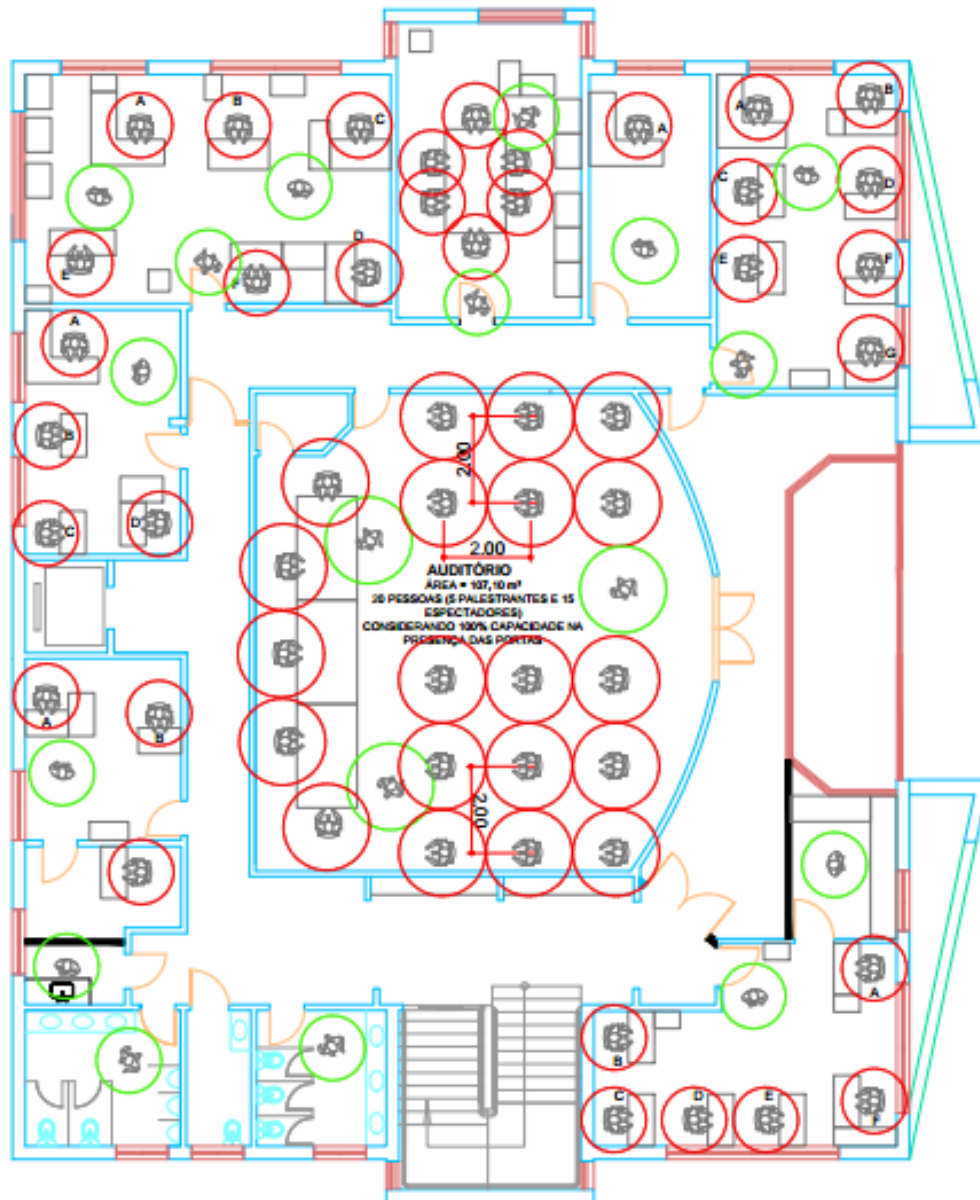 A
B
C
A
A
B
C
D
E
F
G
D
E
F
A
B
C
D
2.00
2.00
AUDITÓRIO
ÁREA = 107,10 m²
20 PESSOAS (5 PALESTRANTES E 15
ESPECTADORES)
CONSIDERANDO 100% CAPACIDADE NA
PRESENÇA DAS PORTAS
2.00
A
B
A
B
C
D
E
F